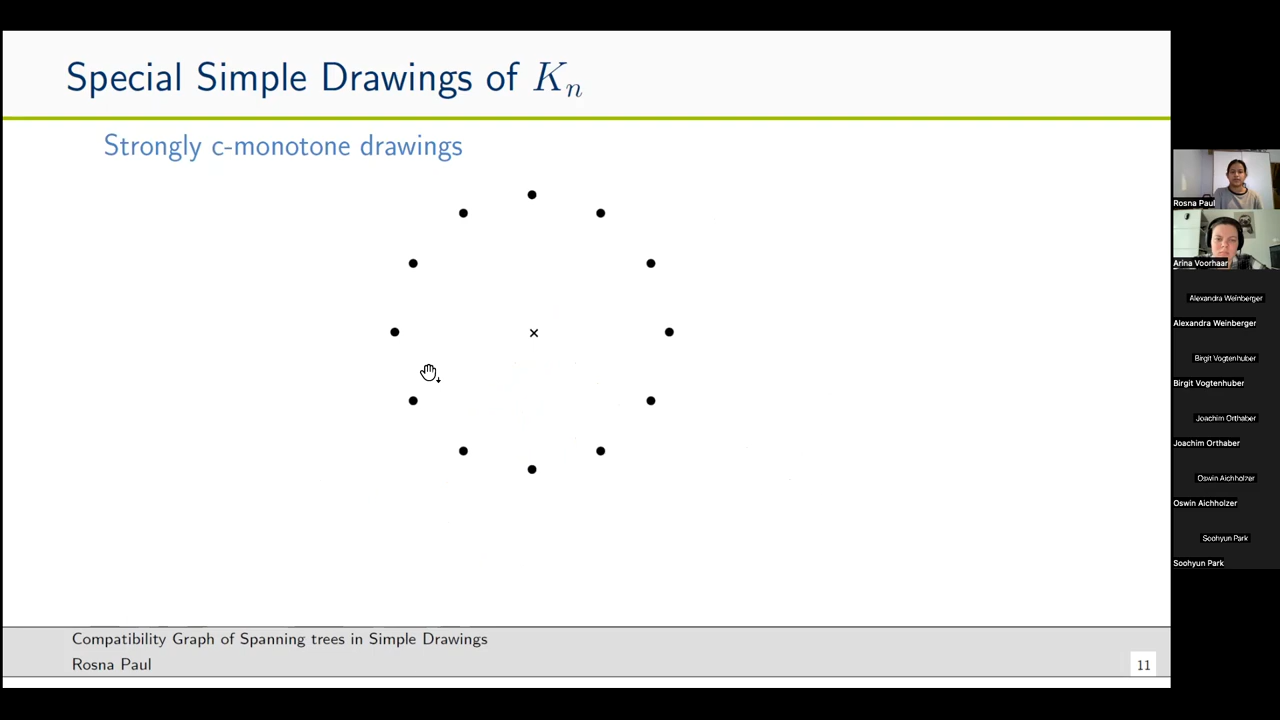 Special Simple Drawings of Kn
Strongly c-monotone drawings
Compatibility Graph of Spanning trees in Simple Drawings
Rosna Paul
11
Rosna Paul
Arina Voorhaar
Alexandra Weinberger
Alexandra Weinberger
Birgit Vogtenhuber
Birgit Vogtenhuber
Joachim Orthaber
Joachim Orthaber
Oswin Aichholzer
Oswin Aichholzer
Soohyun Park
Soohyun Park